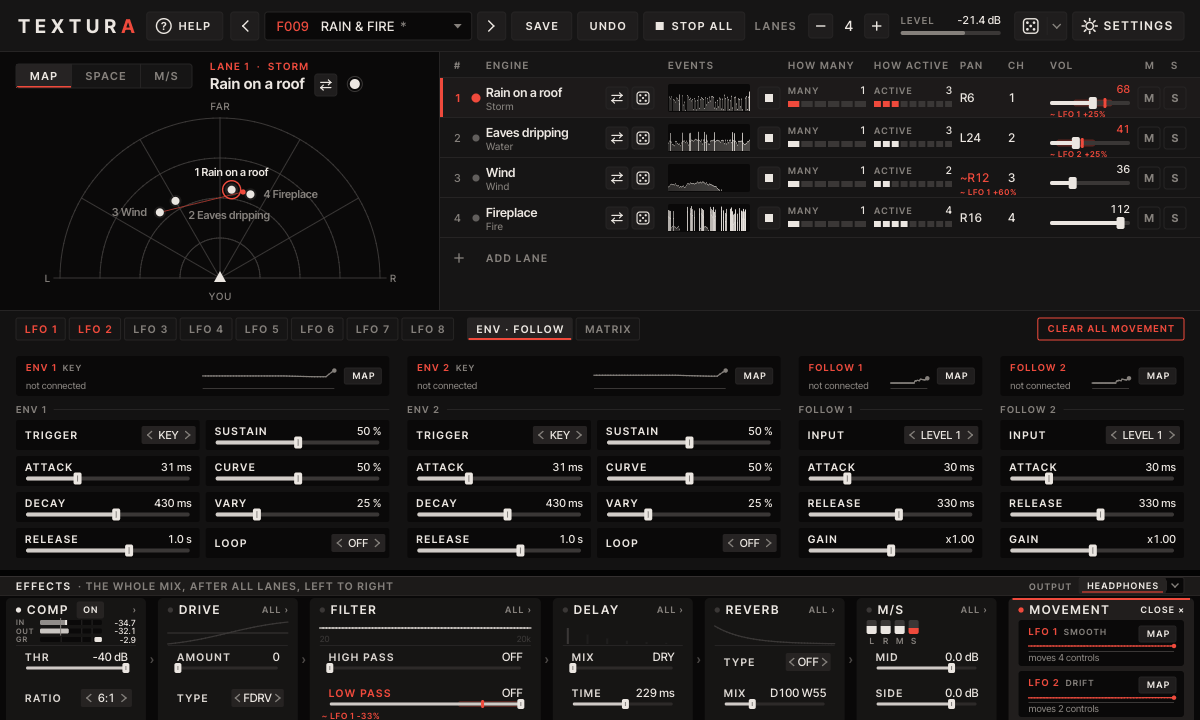 TEXTURA HELP F009 RAIN & FIRE * SAVE UNDO STOP ALL LANES 4 LEVEL -21.4 dB SETTINGS
MAP SPACE M/S
LANE 1 · STORM
Rain on a roof
FAR
1 Rain on a roof
4 Fireplace
3 Wind
2 Eaves dripping
L R
YOU
# ENGINE EVENTS HOW MANY HOW ACTIVE PAN CH VOL M S
1 Rain on a roof MANY 1 ACTIVE 3 R6 1 68 M S
Storm
~ LFO 1 +25%
2 Eaves dripping MANY 1 ACTIVE 3 L24 2 41 M S
Water
~ LFO 2 +25%
3 Wind MANY 1 ACTIVE 2 ~R12 3 36 M S
Wind
~ LFO 1 +60%
4 Fireplace MANY 1 ACTIVE 4 R16 4 112 M S
Fire
+ ADD LANE
LFO 1 LFO 2 LFO 3 LFO 4 LFO 5 LFO 6 LFO 7 LFO 8 ENV · FOLLOW MATRIX CLEAR ALL MOVEMENT
ENV 1 KEY
not connected
MAP
ENV 2 KEY
not connected
MAP
FOLLOW 1
not connected
MAP
FOLLOW 2
not connected
MAP
ENV 1 ENV 2 FOLLOW 1 FOLLOW 2
TRIGGER < KEY > SUSTAIN 50 % TRIGGER < KEY > SUSTAIN 50 % INPUT < LEVEL 1 > INPUT < LEVEL 1 >
ATTACK 31 ms CURVE 50 % ATTACK 31 ms CURVE 50 % ATTACK 30 ms ATTACK 30 ms
DECAY 430 ms VARY 25 % DECAY 430 ms VARY 25 % RELEASE 330 ms RELEASE 330 ms
RELEASE 1.0 s LOOP < OFF > RELEASE 1.0 s LOOP < OFF > GAIN x1.00 GAIN x1.00
EFFECTS · THE WHOLE MIX, AFTER ALL LANES, LEFT TO RIGHT OUTPUT HEADPHONES
COMP ON ›
IN -34.7
OUT -32.1
GR -2.9
THR -40 dB
RATIO < 6:1 >
DRIVE ALL ›
AMOUNT 0
TYPE < FDRV >
FILTER ALL ›
20 20k
HIGH PASS OFF
LOW PASS OFF
~ LFO 1 -33%
DELAY ALL ›
MIX DRY
TIME 229 ms
REVERB ALL ›
TYPE < OFF >
MIX D100 W55
M/S ALL ›
L R M S
MID 0.0 dB
SIDE 0.0 dB
MOVEMENT CLOSE ×
LFO 1 SMOOTH MAP
moves 4 controls
LFO 2 DRIFT MAP
moves 2 controls